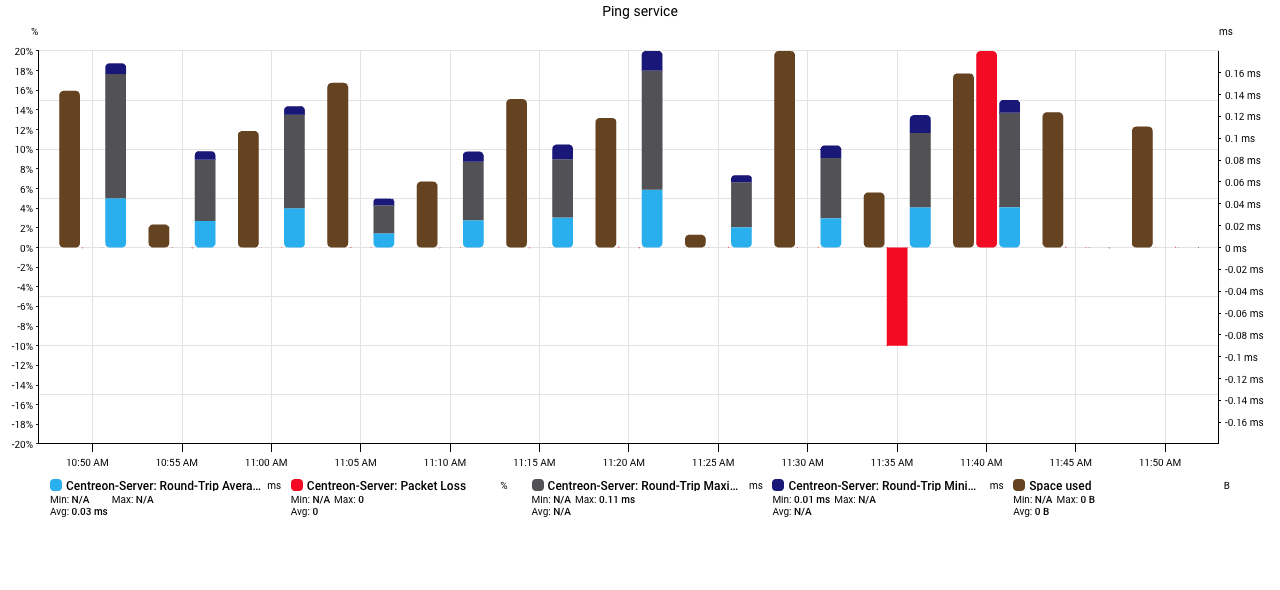 Ping service
% ms
20%
18%
16%
14%
12%
10%
8%
6%
4%
2%
0%
-2%
-4%
-6%
-8%
-10%
-12%
-14%
-16%
-18%
-20%
0.16 ms
0.14 ms
0.12 ms
0.1 ms
0.08 ms
0.06 ms
0.04 ms
0.02 ms
0 ms
-0.02 ms
-0.04 ms
-0.06 ms
-0.08 ms
-0.1 ms
-0.12 ms
-0.14 ms
-0.16 ms
10:50 AM 10:55 AM 11:00 AM 11:05 AM 11:10 AM 11:15 AM 11:20 AM 11:25 AM 11:30 AM 11:35 AM 11:40 AM 11:45 AM 11:50 AM
Centreon-Server: Round-Trip Avera... ms
Min: N/A Max: N/A
Avg: 0.03 ms
Centreon-Server: Packet Loss %
Min: N/A Max: 0
Avg: 0
Centreon-Server: Round-Trip Maxi... ms
Min: N/A Max: 0.11 ms
Avg: N/A
Centreon-Server: Round-Trip Mini... ms
Min: 0.01 ms Max: N/A
Avg: N/A
Space used B
Min: N/A Max: 0 B
Avg: 0 B